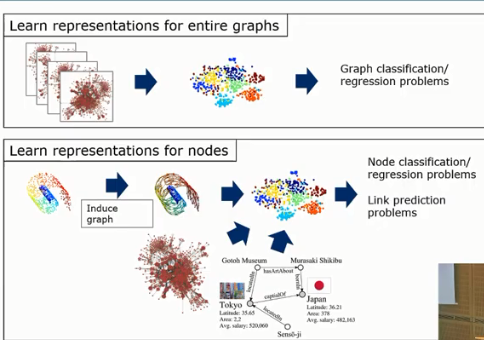 Learn representations for entire graphs
Graph classification/
regression problems
Learn representations for nodes
Node classification/
regression problems
Induce
graph
Link prediction
problems
Gotoh Museum
Murasaki Shikibu
hasArtAbout
locatedIn
bornIn
capitalOf
Tokyo
Latitude: 35.65
Area: 2,2
Avg. salary: 520,060
Japan
Latitude: 36.21
Area: 378
Avg. salary: 482,163
locatedIn
Sensō-ji